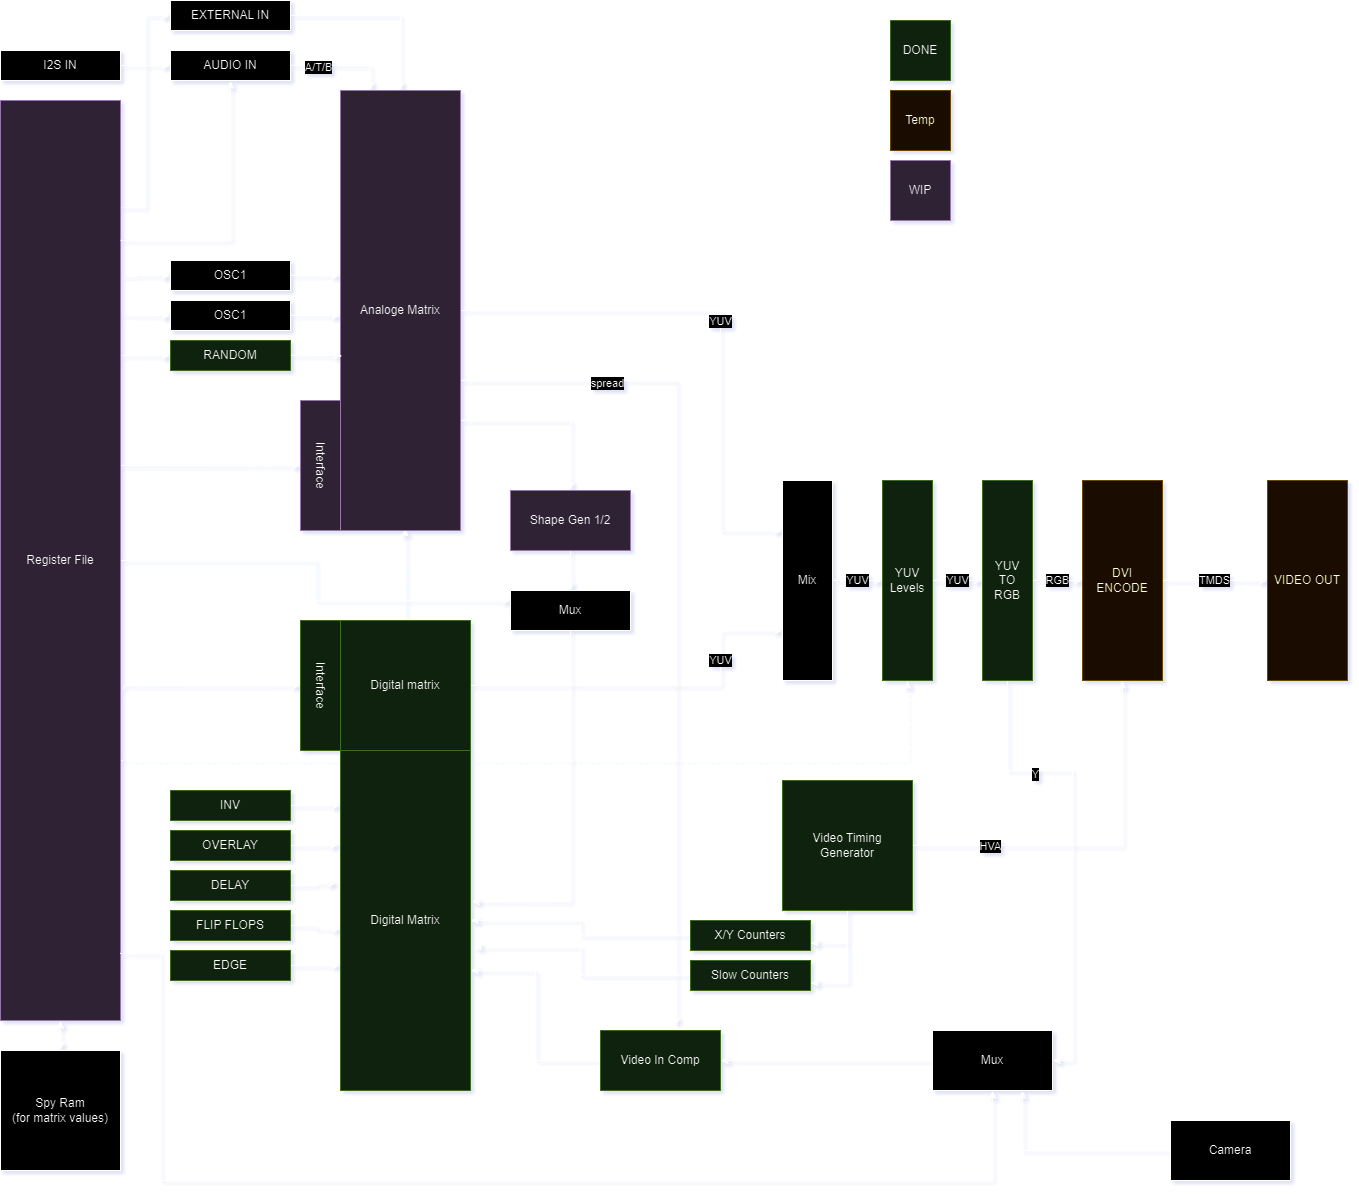 EXTERNAL IN
I2S IN
AUDIO IN
A/T/B
DONE
Temp
WIP
OSC1
Analoge Matrix
OSC1
YUV
RANDOM
spread
Interface
Shape Gen 1/2
Register File
Mix
YUV
YUV
Levels
YUV
YUV
TO
RGB
RGB
DVI
ENCODE
TMDS
VIDEO OUT
Mux
Interface
Digital matrix
YUV
Y
INV
OVERLAY
Video Timing
Generator
HVA
DELAY
FLIP FLOPS
Digital Matrix
X/Y Counters
EDGE
Slow Counters
Video In Comp
Mux
Spy Ram
(for matrix values)
Camera